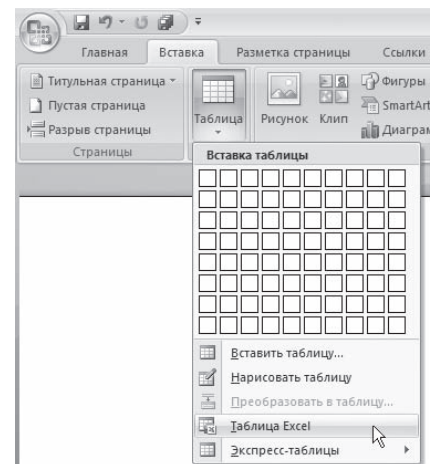 Главная Вставка Разметка страницы Ссылки
Титульная страница
Пустая страница
Разрыв страницы
Страницы
Таблица
Рисунок
Клип
Фигуры
SmartArt
Вставка таблицы
Вставить таблицу...
Нарисовать таблицу
Преобразовать в таблицу...
Таблица Excel
Экспресс-таблицы